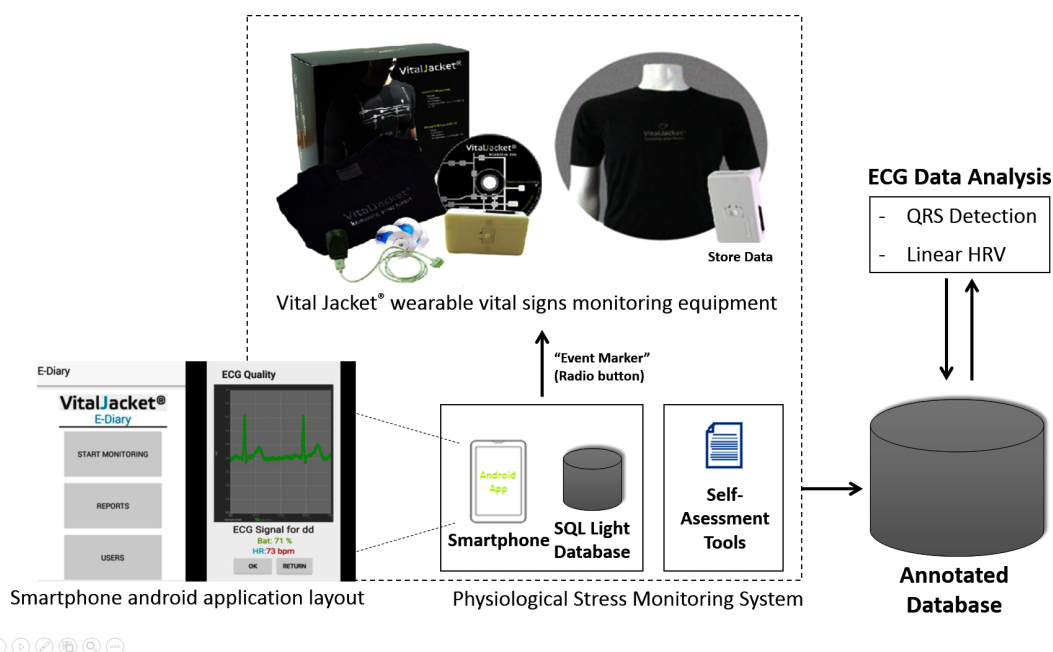 VitalJacket®
VitalJacket®
VitalJacket®
VitalJacket®
Store Data
Vital Jacket® wearable vital signs monitoring equipment
ECG Data Analysis
- QRS Detection
- Linear HRV
"Event Marker"
(Radio button)
E-Diary
VitalJacket®
E-Diary
START MONITORING
REPORTS
USERS
ECG Quality
ECG Signal for dd
Bat: 71 %
HR:73 bpm
OK
RETURN
Smartphone android application layout
Android
App
Smartphone
SQL Light
Database
Self-
Asessment
Tools
Physiological Stress Monitoring System
Annotated
Database